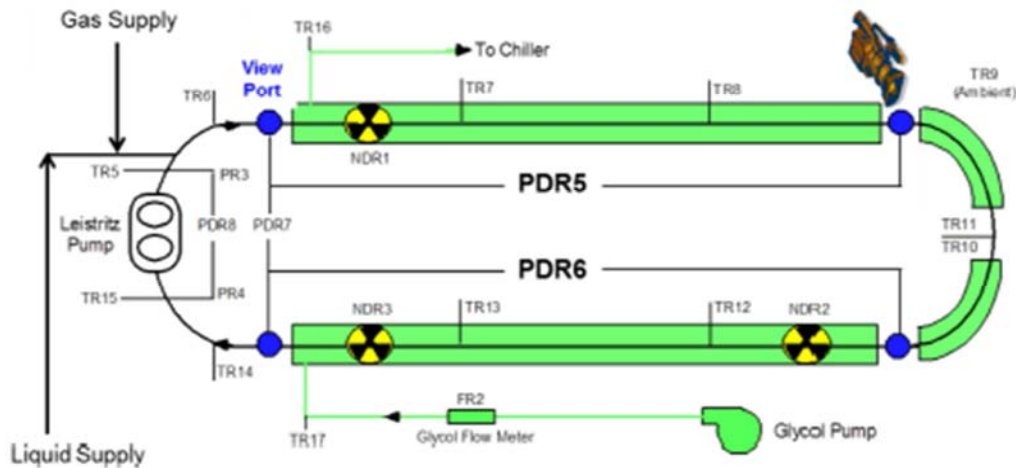 Gas Supply
TR16
To Chiller
View
Port
TR6
TR7
TR8
TR9
(Ambient)
NDR1
TR5
PR3
PDR5
Leistritz
Pump
PDR8
PDR7
TR11
TR10
PDR6
TR15
PR4
NDR3
TR13
TR12
NDR2
TR14
FR2
TR17
Glycol Flow Meter
Glycol Pump
Liquid Supply